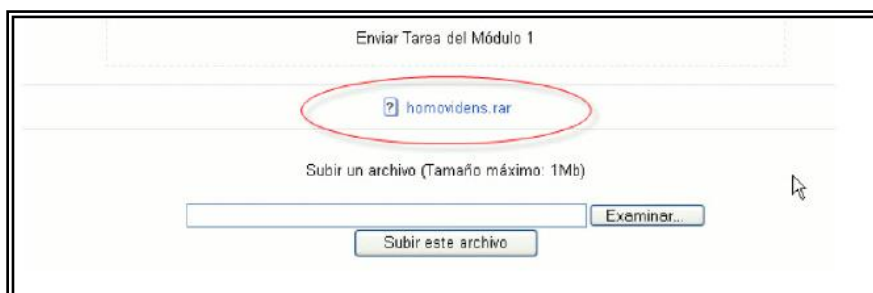 Enviar Tarea del Módulo 1
homovidens.rar
Subir un archivo (Tamaño máximo: 1Mb)
Examinar...
Subir este archivo